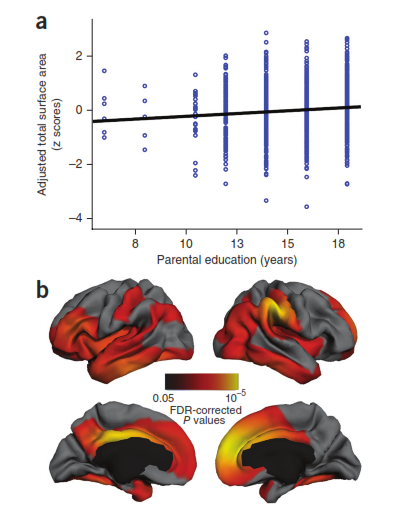 a
Adjusted total surface area
(z scores)
2
0
−2
−4
8
10
13
15
18
Parental education (years)
b
0.05
10⁻⁵
FDR-corrected
P values